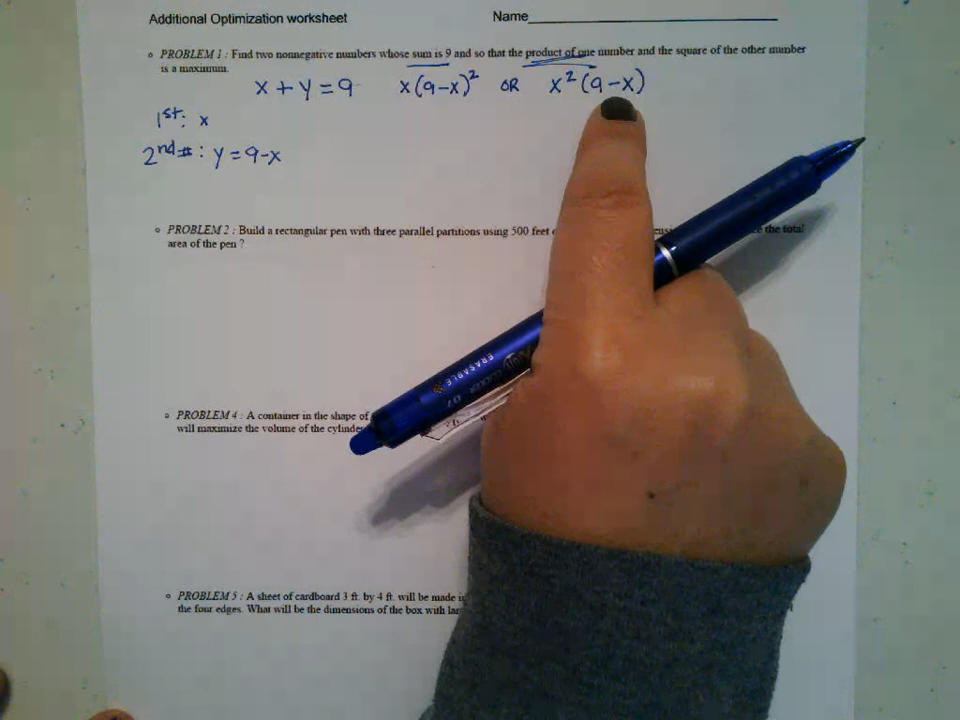 Additional Optimization worksheet Name
PROBLEM 1 : Find two nonnegative numbers whose sum is 9 and so that the product of one number and the square of the other number
is a maximum.
x + y = 9 x(9-x)² OR x²(9-x)
1st: x
2nd #: y = 9-x
PROBLEM 2 : Build a rectangular pen with three parallel partitions using 500 feet the total
area of the pen ?
ERASABLE
07
PROBLEM 4 : A container in the shape of
will maximize the volume of the
PROBLEM 5 : A sheet of cardboard 3 ft. by 4 ft. will be made
the four edges. What will be the dimensions of the box with